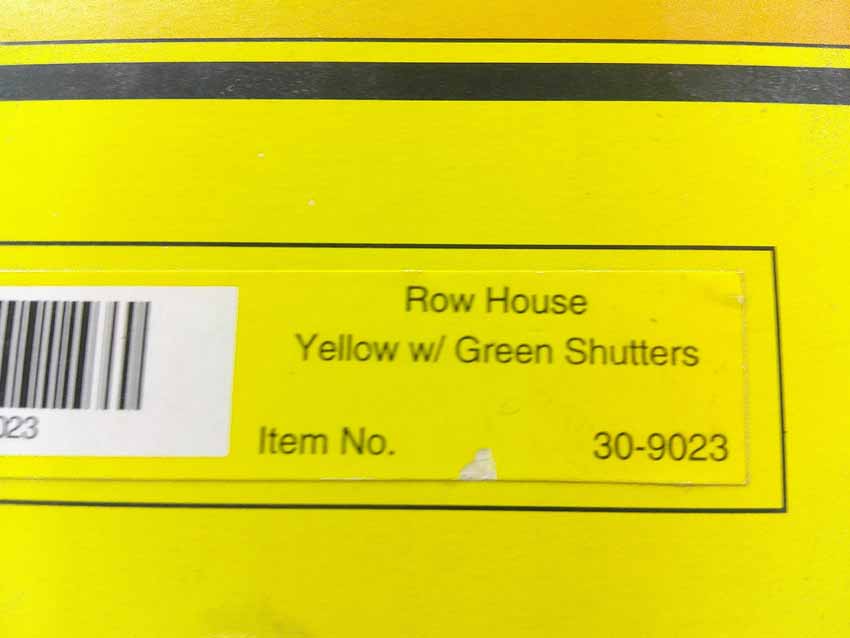 Row House
Yellow w/ Green Shutters
Item No. 30-9023
023